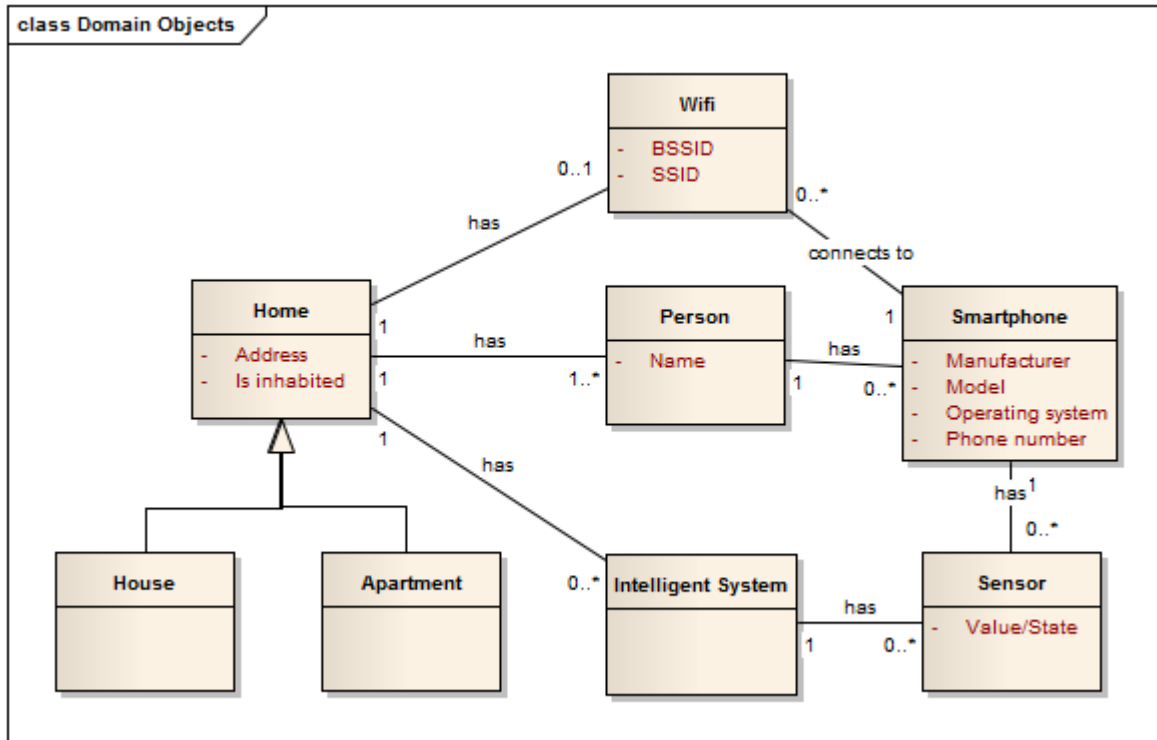 class Domain Objects
Wifi
- BSSID
- SSID
0..1
0..*
has
connects to
Home
- Address
- Is inhabited
1
1
1
has
1..*
Person
- Name
has
1
0..*
1
Smartphone
- Manufacturer
- Model
- Operating system
- Phone number
has
1
0..*
has
0..*
House
Apartment
Intelligent System
has
1
0..*
Sensor
- Value/State